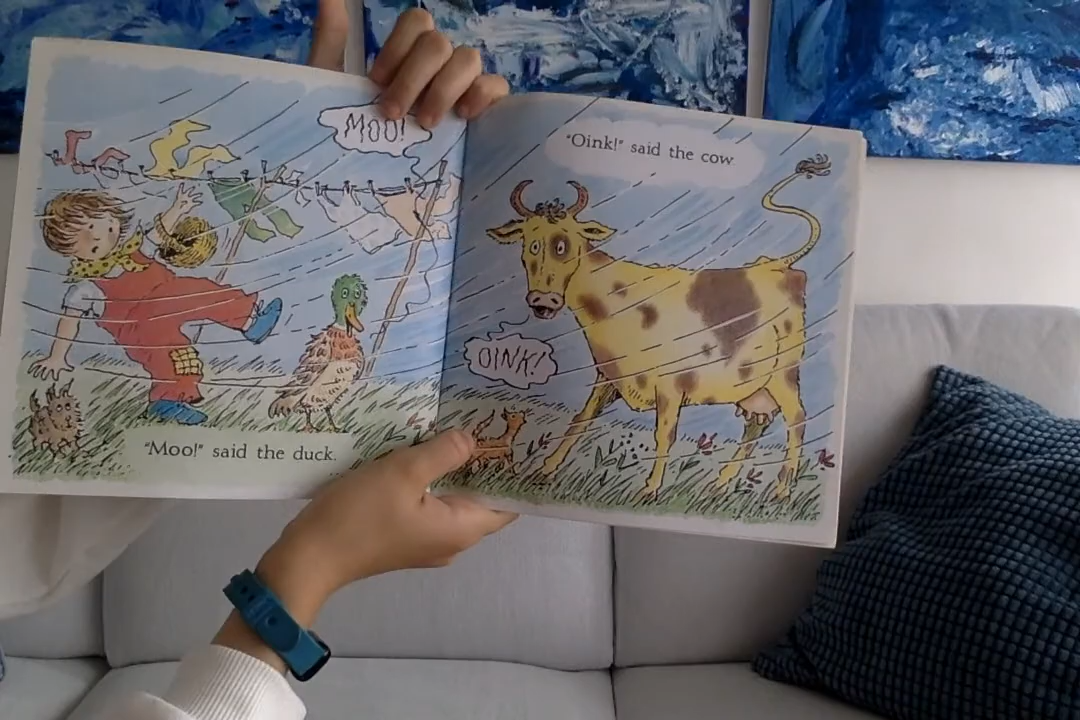 MOO!
"Moo!" said the duck.
"Oink!" said the cow.
OINK!